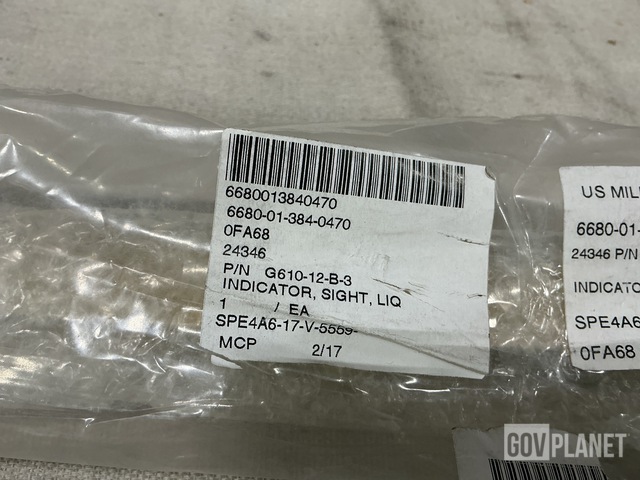 6680013840470
6680-01-384-0470
0FA68
24346
P/N G610-12-B-3
INDICATOR, SIGHT, LIQ
1 / EA
SPE4A6-17-V-5559-
MCP 2/17
US MIL
6680-01-
24346 P/N
INDICATO
SPE4A6
0FA68
GOVPLANET